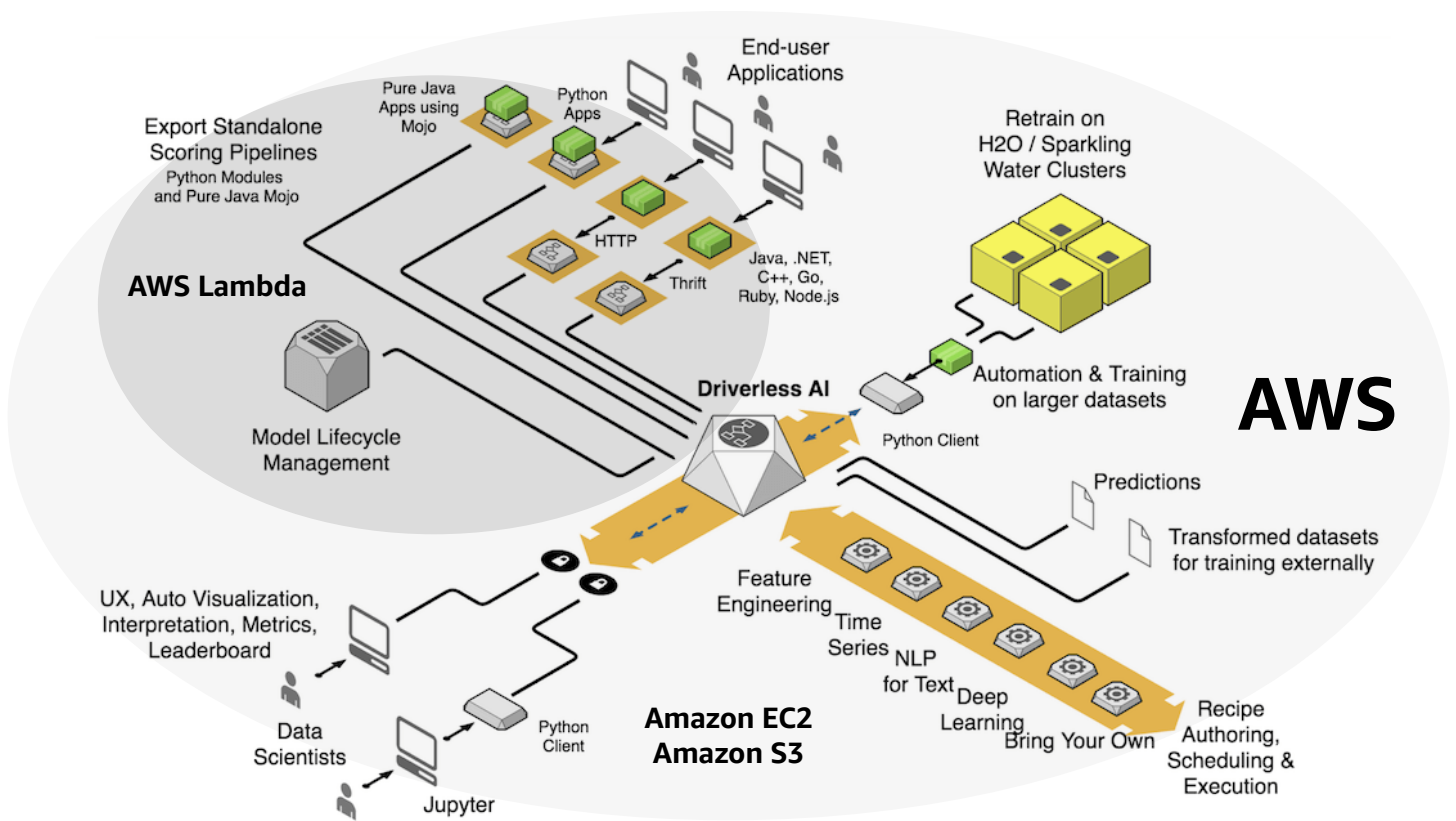 End-user
Applications
Pure Java
Apps using
Mojo
Python
Apps
Export Standalone
Scoring Pipelines
Python Modules
and Pure Java Mojo
Retrain on
H2O / Sparkling
Water Clusters
HTTP
Thrift
Java, .NET,
C++, Go,
Ruby, Node.js
AWS Lambda
Model Lifecycle
Management
Driverless AI
Automation & Training
on larger datasets
Python Client
AWS
Predictions
Transformed datasets
for training externally
Feature
Engineering
Time
Series
NLP
for Text
Deep
Learning
Bring Your Own
Recipe
Authoring,
Scheduling &
Execution
UX, Auto Visualization,
Interpretation, Metrics,
Leaderboard
Data
Scientists
Python
Client
Jupyter
Amazon EC2
Amazon S3